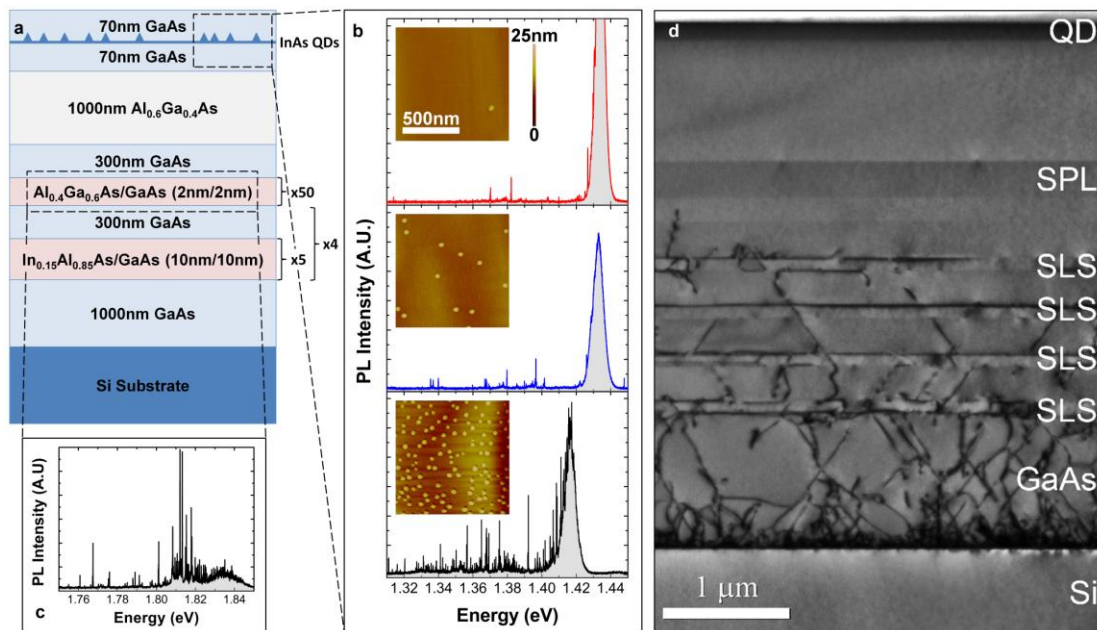 a
70nm GaAs
InAs QDs
70nm GaAs
1000nm Al0.6Ga0.4As
300nm GaAs
Al0.4Ga0.6As/GaAs (2nm/2nm)
x50
300nm GaAs
x4
In0.15Al0.85As/GaAs (10nm/10nm)
x5
1000nm GaAs
Si Substrate
PL Intensity (A.U)
1.76 1.78 1.80 1.82 1.84
Energy (eV)
c
b
25nm
500nm
0
PL Intensity (A.U.)
1.32 1.34 1.36 1.38 1.40 1.42 1.44
Energy (eV)
d
QD
SPL
SLS
SLS
SLS
SLS
GaAs
1 µm
Si